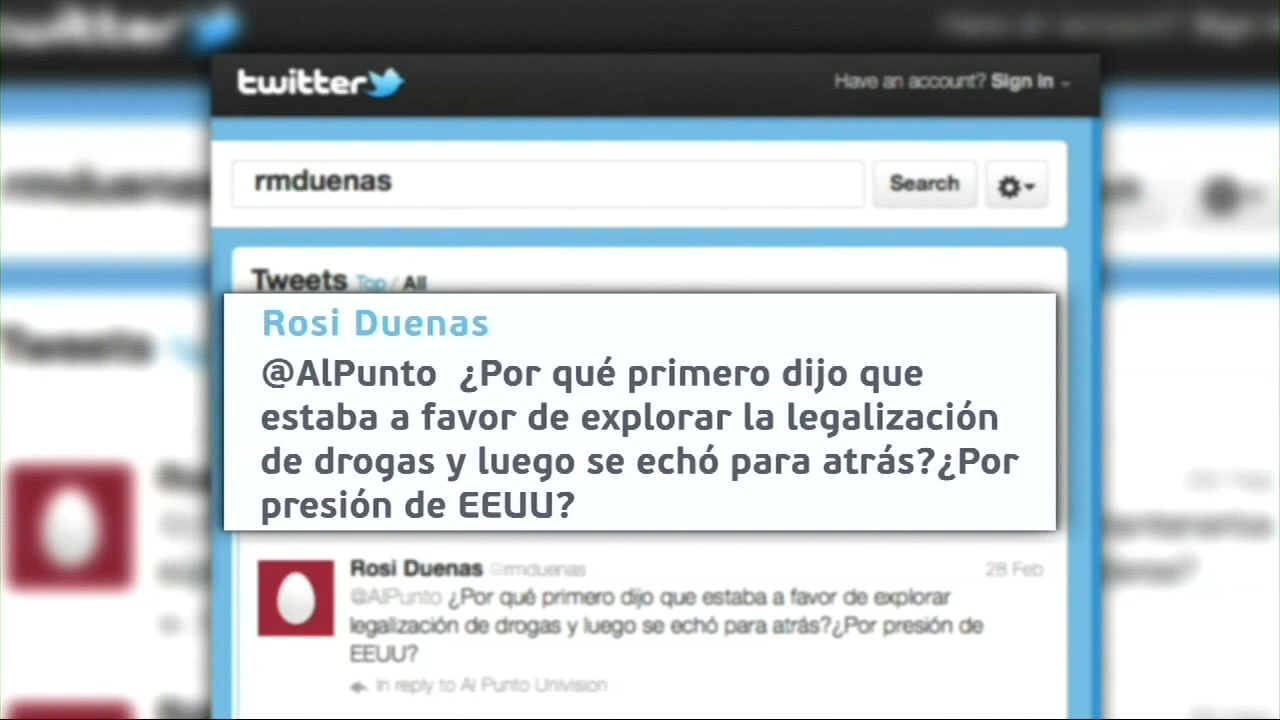 twitter
Have an account? Sign in
rmduenas
Search
Tweets Top / All
Rosi Duenas
@AlPunto ¿Por qué primero dijo que
estaba a favor de explorar la legalización
de drogas y luego se echó para atrás?¿Por
presión de EEUU?
Rosi Duenas @rmduenas
28 Feb
@AlPunto ¿Por qué primero dijo que estaba a favor de explorar
legalización de drogas y luego se echó para atrás?¿Por presión de
EEUU?
In reply to Al Punto Univision